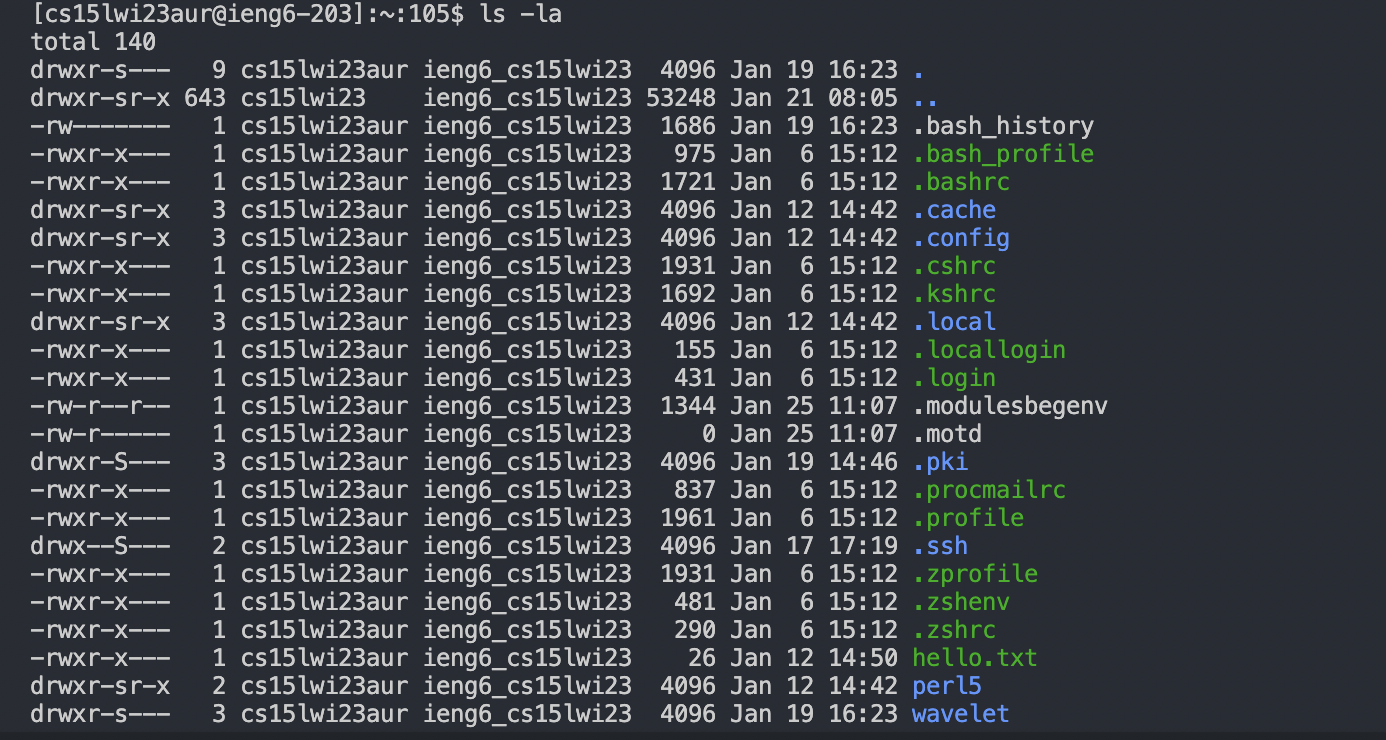 [cs15lwi23aur@ieng6-203]:~:105$ ls -la
total 140
drwxr-s---   9 cs15lwi23aur ieng6_cs15lwi23  4096 Jan 19 16:23 .
drwxr-sr-x 643 cs15lwi23    ieng6_cs15lwi23 53248 Jan 21 08:05 ..
-rw-------   1 cs15lwi23aur ieng6_cs15lwi23  1686 Jan 19 16:23 .bash_history
-rwxr-x---   1 cs15lwi23aur ieng6_cs15lwi23   975 Jan  6 15:12 .bash_profile
-rwxr-x---   1 cs15lwi23aur ieng6_cs15lwi23  1721 Jan  6 15:12 .bashrc
drwxr-sr-x   3 cs15lwi23aur ieng6_cs15lwi23  4096 Jan 12 14:42 .cache
drwxr-sr-x   3 cs15lwi23aur ieng6_cs15lwi23  4096 Jan 12 14:42 .config
-rwxr-x---   1 cs15lwi23aur ieng6_cs15lwi23  1931 Jan  6 15:12 .cshrc
-rwxr-x---   1 cs15lwi23aur ieng6_cs15lwi23  1692 Jan  6 15:12 .kshrc
drwxr-sr-x   3 cs15lwi23aur ieng6_cs15lwi23  4096 Jan 12 14:42 .local
-rwxr-x---   1 cs15lwi23aur ieng6_cs15lwi23   155 Jan  6 15:12 .locallogin
-rwxr-x---   1 cs15lwi23aur ieng6_cs15lwi23   431 Jan  6 15:12 .login
-rw-r--r--   1 cs15lwi23aur ieng6_cs15lwi23  1344 Jan 25 11:07 .modulesbegenv
-rw-r-----   1 cs15lwi23aur ieng6_cs15lwi23     0 Jan 25 11:07 .motd
drwxr-S---   3 cs15lwi23aur ieng6_cs15lwi23  4096 Jan 19 14:46 .pki
-rwxr-x---   1 cs15lwi23aur ieng6_cs15lwi23   837 Jan  6 15:12 .procmailrc
-rwxr-x---   1 cs15lwi23aur ieng6_cs15lwi23  1961 Jan  6 15:12 .profile
drwx--S---   2 cs15lwi23aur ieng6_cs15lwi23  4096 Jan 17 17:19 .ssh
-rwxr-x---   1 cs15lwi23aur ieng6_cs15lwi23  1931 Jan  6 15:12 .zprofile
-rwxr-x---   1 cs15lwi23aur ieng6_cs15lwi23   481 Jan  6 15:12 .zshenv
-rwxr-x---   1 cs15lwi23aur ieng6_cs15lwi23   290 Jan  6 15:12 .zshrc
-rwxr-x---   1 cs15lwi23aur ieng6_cs15lwi23    26 Jan 12 14:50 hello.txt
drwxr-sr-x   2 cs15lwi23aur ieng6_cs15lwi23  4096 Jan 12 14:42 perl5
drwxr-s---   3 cs15lwi23aur ieng6_cs15lwi23  4096 Jan 19 16:23 wavelet